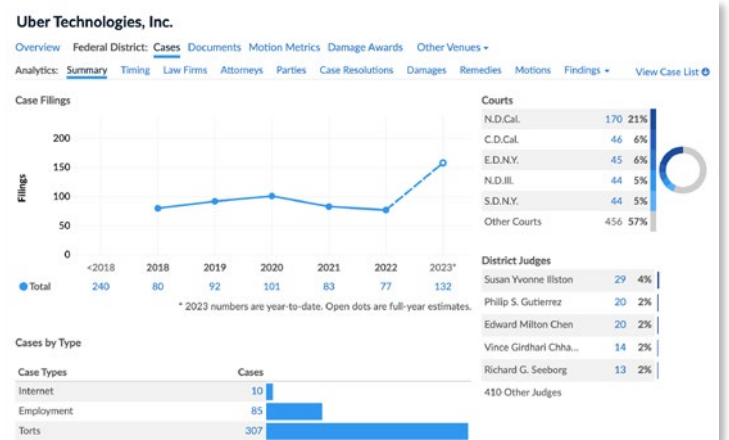 Uber Technologies, Inc.
Overview Federal District: Cases Documents Motion Metrics Damage Awards Other Venues
Analytics: Summary Timing Law Firms Attorneys Parties Case Resolutions Damages Remedies Motions Findings View Case List
Case Filings
200
150
100
50
0
Filings
<2018 2018 2019 2020 2021 2022 2023*
Total 240 80 92 101 83 77 132
* 2023 numbers are year-to-date. Open dots are full-year estimates.
Cases by Type
Case Types Cases
Internet 10
Employment 85
Torts 307
Courts
N.D.Cal. 170 21%
C.D.Cal. 46 6%
E.D.N.Y. 45 6%
N.D.Ill. 44 5%
S.D.N.Y. 44 5%
Other Courts 456 57%
District Judges
Susan Yvonne Illston 29 4%
Philip S. Gutierrez 20 2%
Edward Milton Chen 20 2%
Vince Girdhari Chha... 14 2%
Richard G. Seeborg 13 2%
410 Other Judges